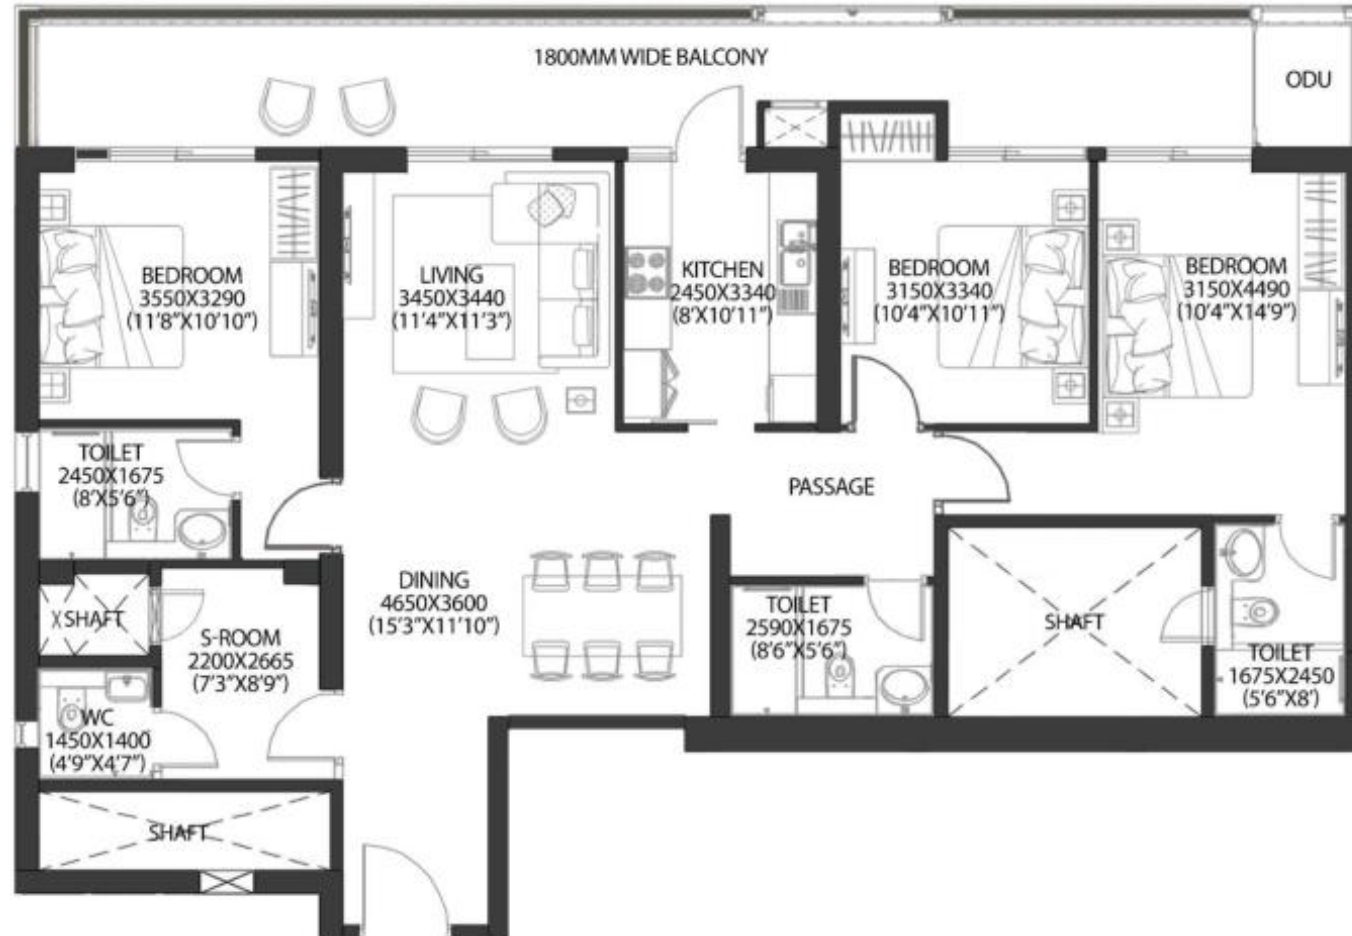 1800MM WIDE BALCONY
ODU
BEDROOM
3550X3290
(11'8"X10'10")
LIVING
3450X3440
(11'4"X11'3")
KITCHEN
2450X3340
(8'X10'11")
BEDROOM
3150X3340
(10'4"X10'11")
BEDROOM
3150X4490
(10'4"X14'9")
TOILET
2450X1675
(8'X5'6")
PASSAGE
DINING
4650X3600
(15'3"X11'10")
SHAFT
S-ROOM
2200X2665
(7'3"X8'9")
TOILET
2590X1675
(8'6"X5'6")
SHAFT
TOILET
1675X2450
(5'6"X8')
WC
1450X1400
(4'9"X4'7")
SHAFT